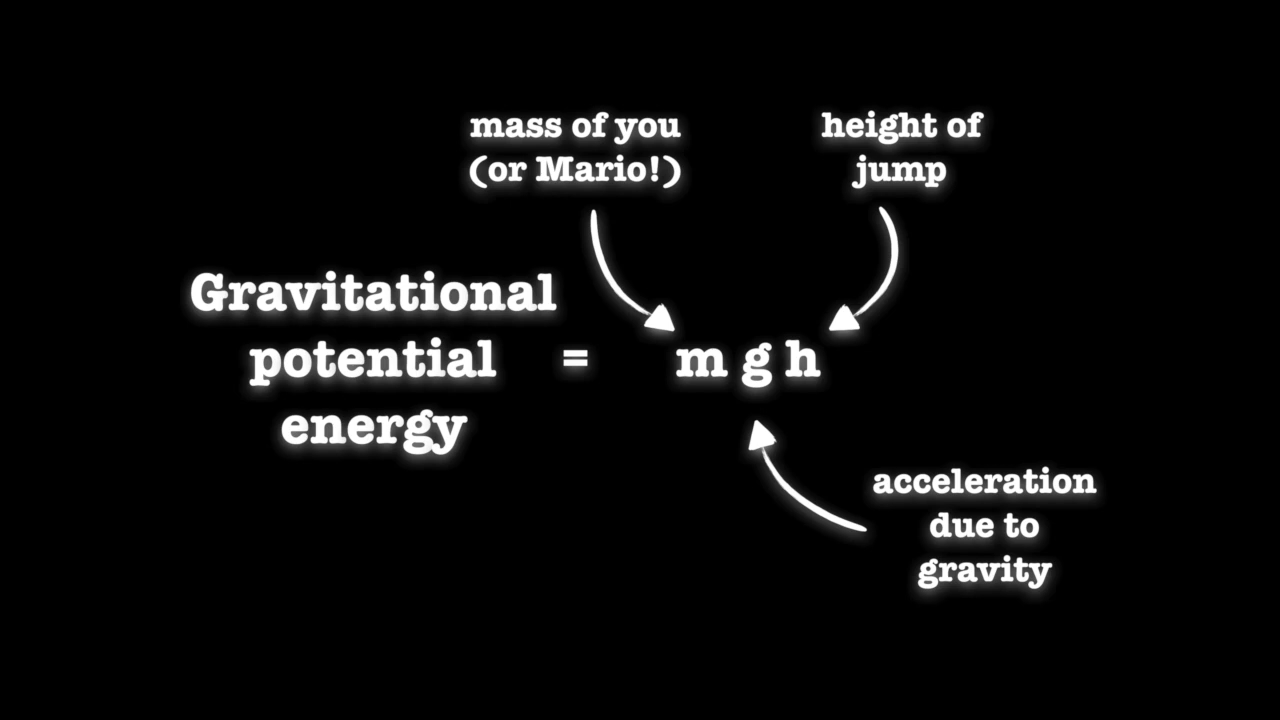 mass of you
(or Mario!)
height of
jump
Gravitational
potential
energy
=
m g h
acceleration
due to
gravity